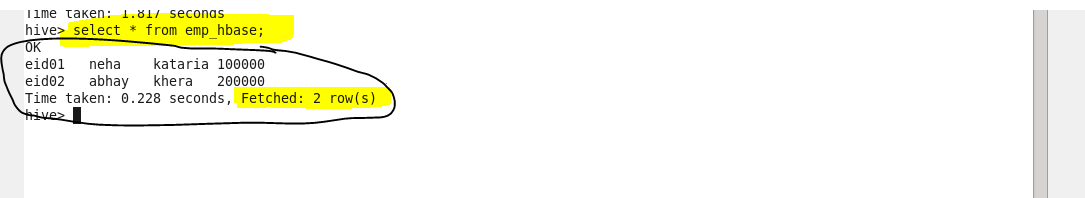 Time taken: 1.817 seconds
hive> select * from emp_hbase;
OK
eid01   neha    kataria 100000
eid02   abhay   khera   200000
Time taken: 0.228 seconds, Fetched: 2 row(s)
hive>